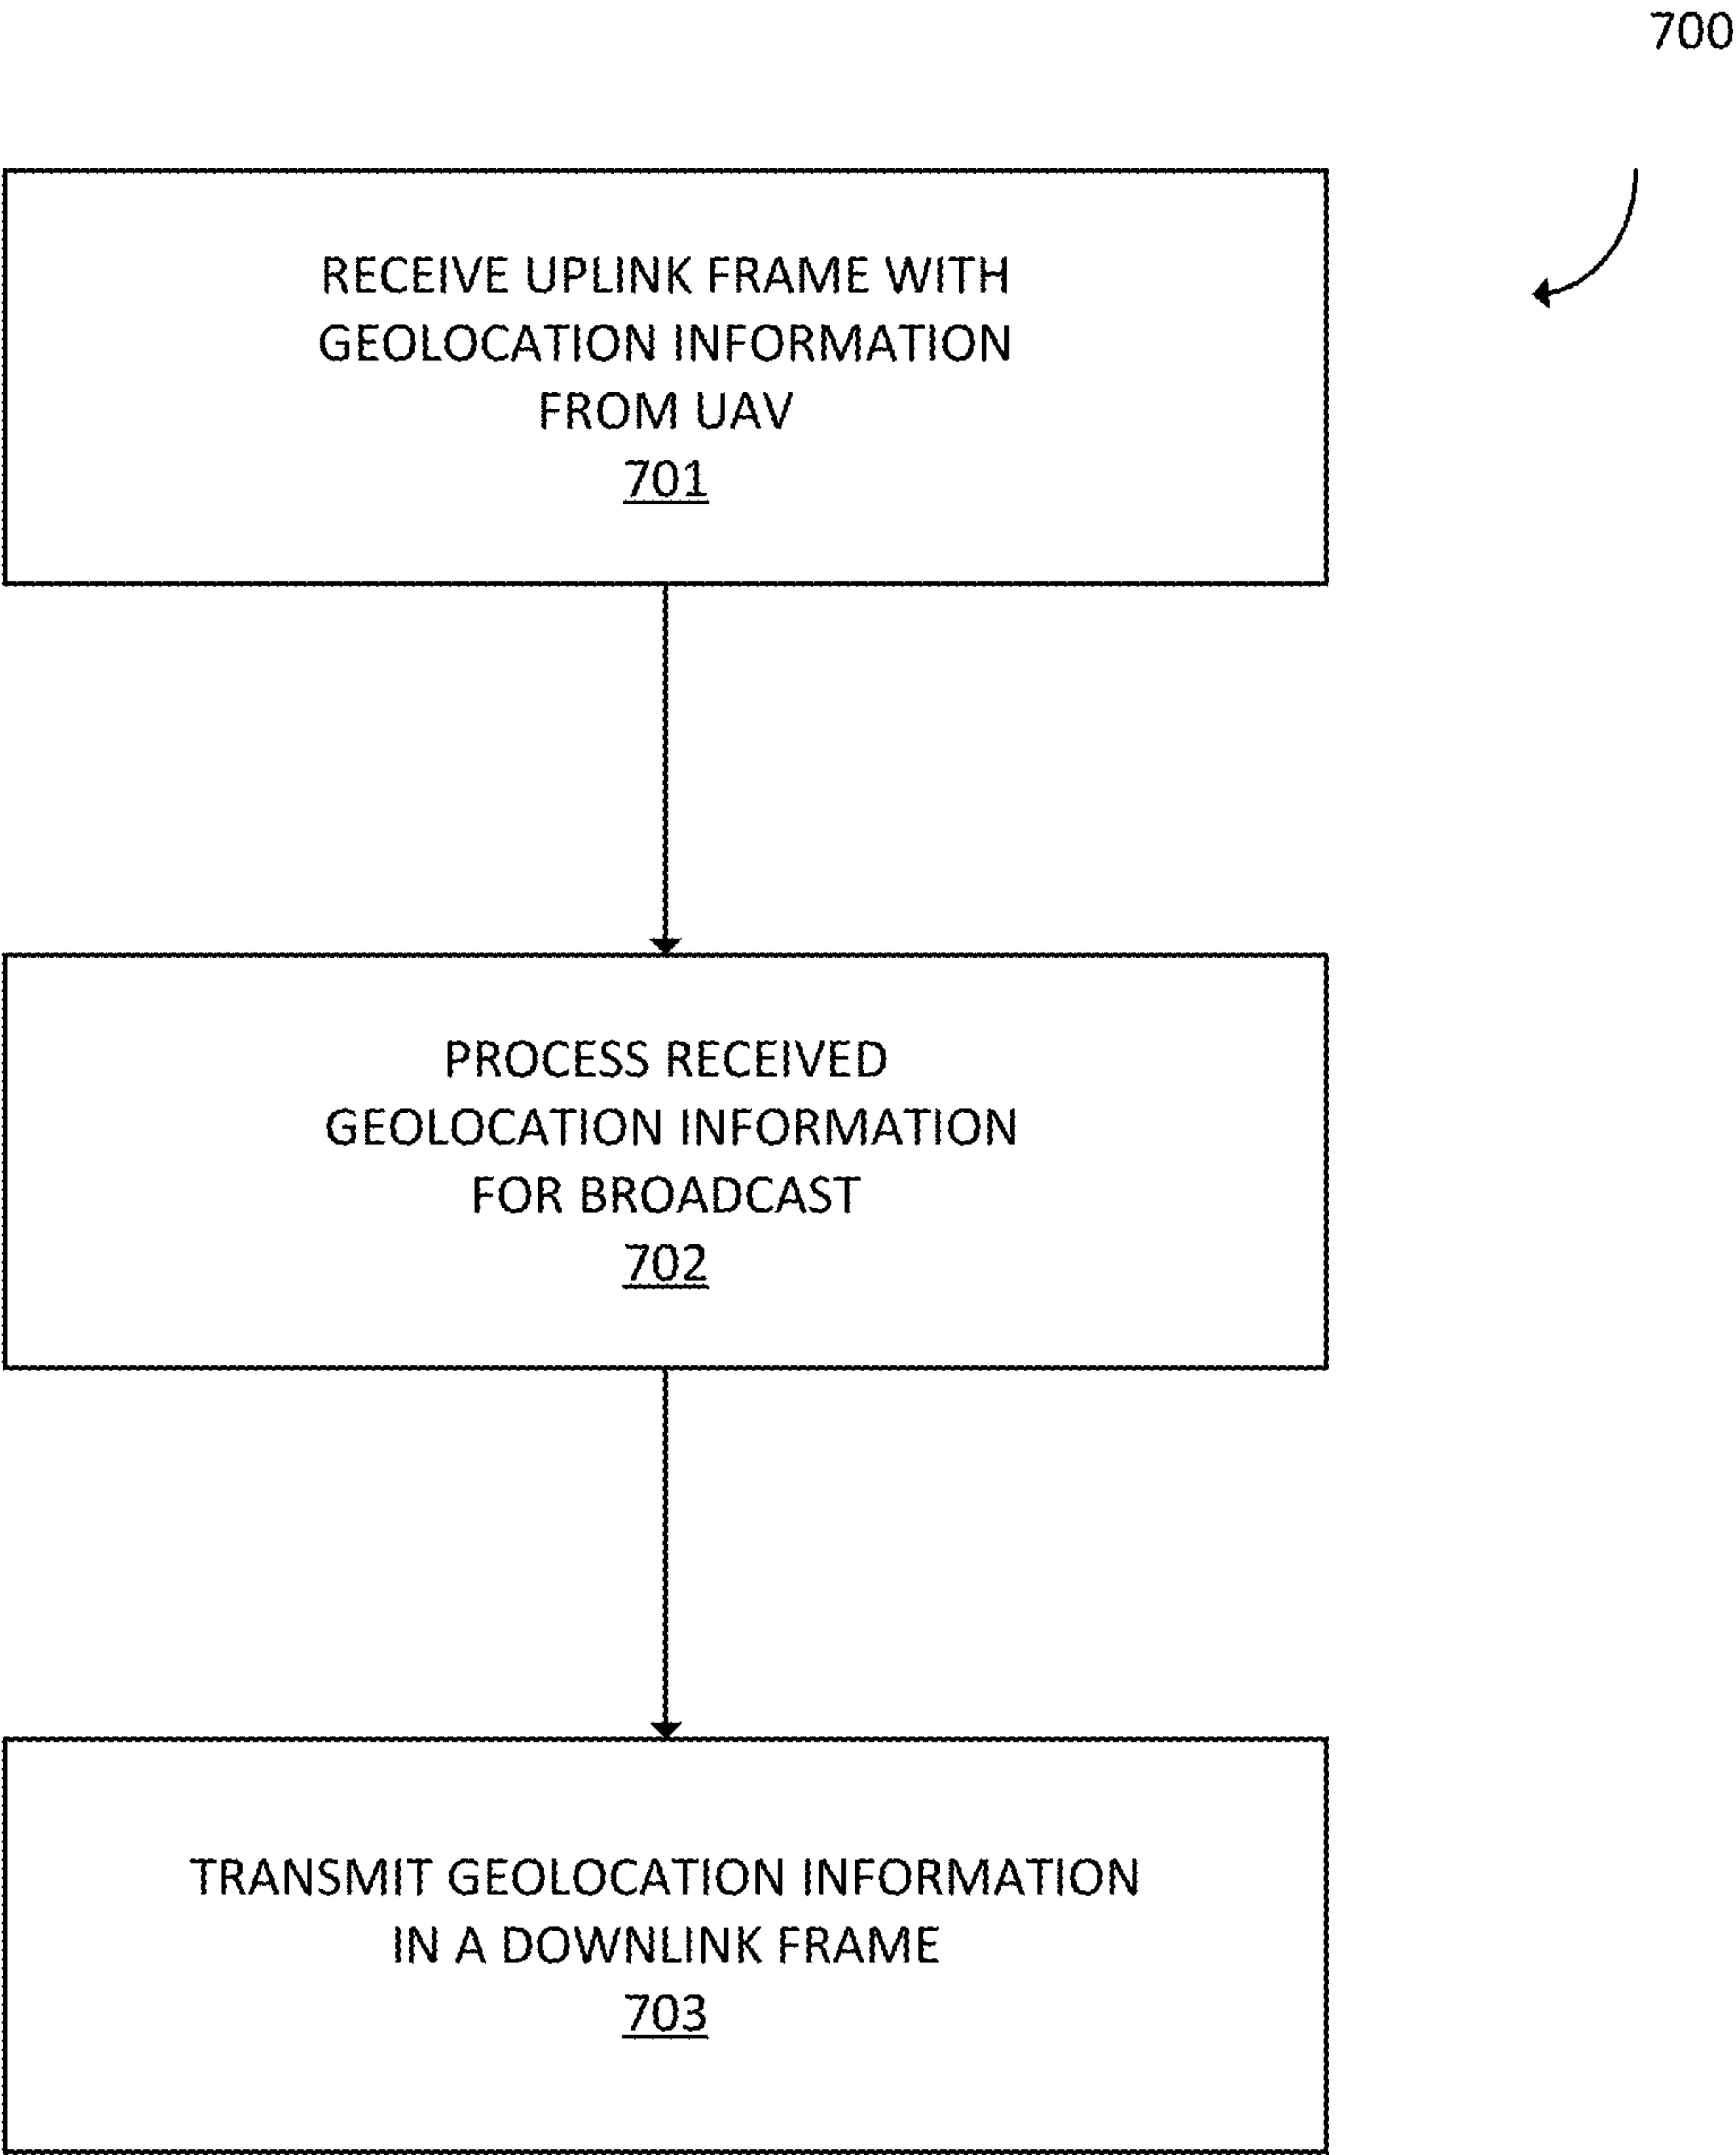 700
RECEIVE UPLINK FRAME WITH
GEOLOCATION INFORMATION
FROM UAV
701
PROCESS RECEIVED
GEOLOCATION INFORMATION
FOR BROADCAST
702
TRANSMIT GEOLOCATION INFORMATION
IN A DOWNLINK FRAME
703